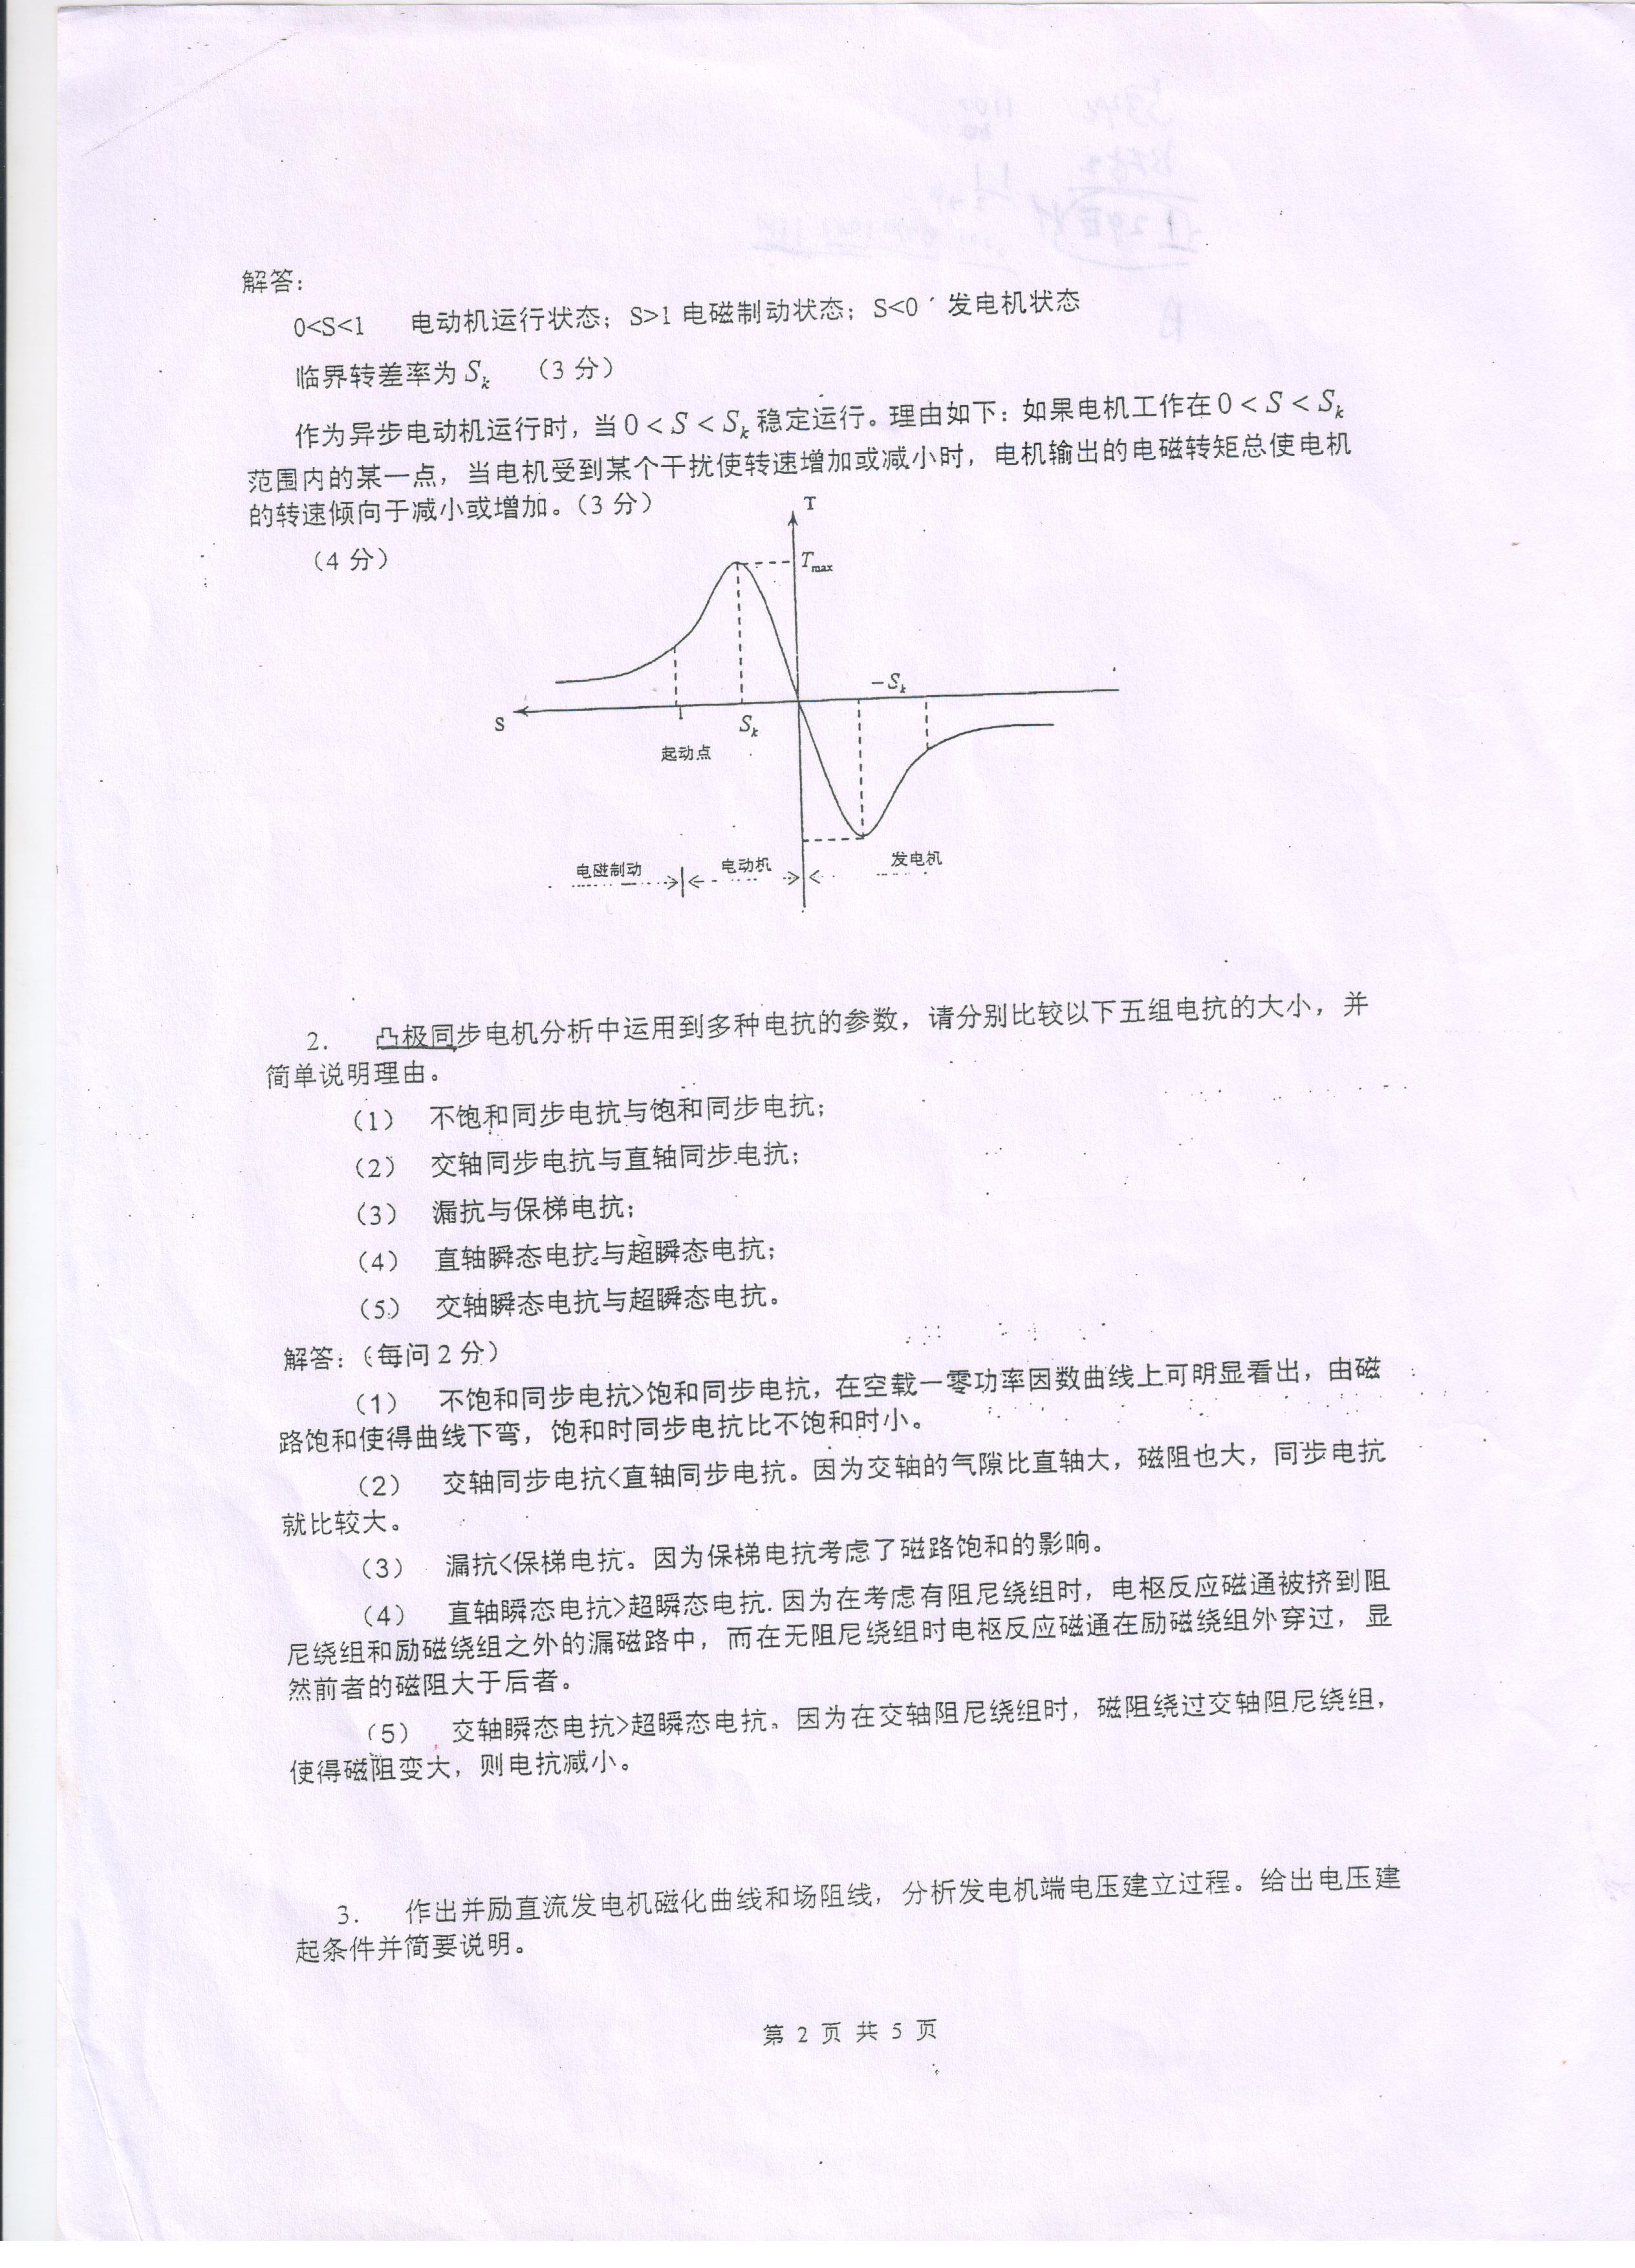 解答：
0<S<1 电动机运行状态；S>1 电磁制动状态；S<0 发电机状态
临界转差率为 Sk （3 分）
作为异步电动机运行时，当 0 < S < Sk 稳定运行。理由如下：如果电机工作在 0 < S < Sk
范围内的某一点，当电机受到某个干扰使转速增加或减小时，电机输出的电磁转矩总使电机
的转速倾向于减小或增加。（3 分）
（4 分）
T
Tmax
-Sk
S
1
Sk
起动点
电磁制动 电动机 发电机
2. 凸极同步电机分析中运用到多种电抗的参数，请分别比较以下五组电抗的大小，并
简单说明理由。
（1） 不饱和同步电抗与饱和同步电抗；
（2） 交轴同步电抗与直轴同步电抗；
（3） 漏抗与保梯电抗；
（4） 直轴瞬态电抗与超瞬态电抗；
（5） 交轴瞬态电抗与超瞬态电抗。
解答：（每问 2 分）
（1） 不饱和同步电抗>饱和同步电抗，在空载一零功率因数曲线上可明显看出，由磁
路饱和使得曲线下弯，饱和时同步电抗比不饱和时小。
（2） 交轴同步电抗<直轴同步电抗。因为交轴的气隙比直轴大，磁阻也大，同步电抗
就比较大。
（3） 漏抗<保梯电抗。因为保梯电抗考虑了磁路饱和的影响。
（4） 直轴瞬态电抗>超瞬态电抗.因为在考虑有阻尼绕组时，电枢反应磁通被挤到阻
尼绕组和励磁绕组之外的漏磁路中，而在无阻尼绕组时电枢反应磁通在励磁绕组外穿过，显
然前者的磁阻大于后者。
（5） 交轴瞬态电抗>超瞬态电抗。因为在交轴阻尼绕组时，磁阻绕过交轴阻尼绕组，
使得磁阻变大，则电抗减小。
3. 作出并励直流发电机磁化曲线和场阻线，分析发电机端电压建立过程。给出电压建
起条件并简要说明。
第 2 页 共 5 页